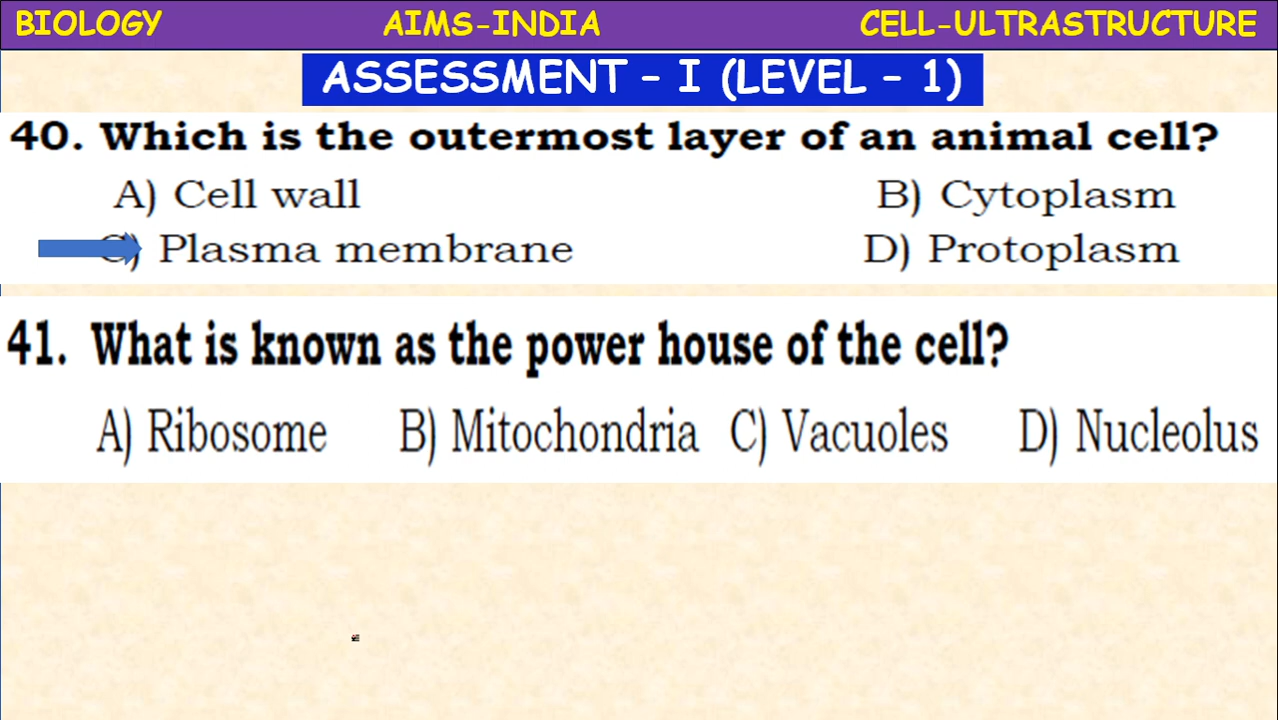 BIOLOGY AIMS-INDIA CELL-ULTRASTRUCTURE
ASSESSMENT - I (LEVEL - 1)
40. Which is the outermost layer of an animal cell?
A) Cell wall B) Cytoplasm
C) Plasma membrane D) Protoplasm
41. What is known as the power house of the cell?
A) Ribosome B) Mitochondria C) Vacuoles D) Nucleolus